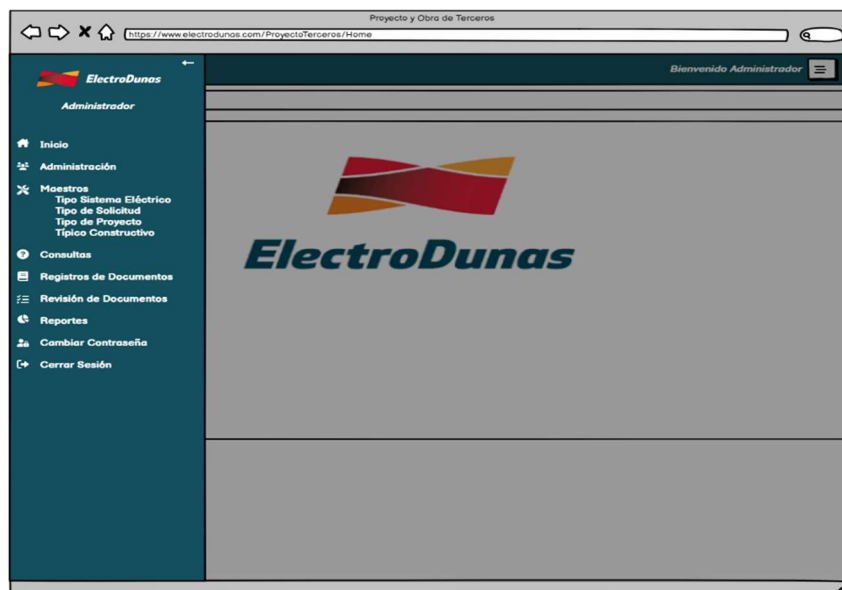 Proyecto y Obra de Terceros
https://www.electrodunas.com/ProyectoTerceros/Home
ElectroDunas
Bienvenido Administrador
Administrador
Inicio
Administración
Maestros
Tipo Sistema Eléctrico
Tipo de Solicitud
Tipo de Proyecto
Típico Constructivo
Consultas
Registros de Documentos
Revisión de Documentos
Reportes
Cambiar Contraseña
Cerrar Sesión
ElectroDunas